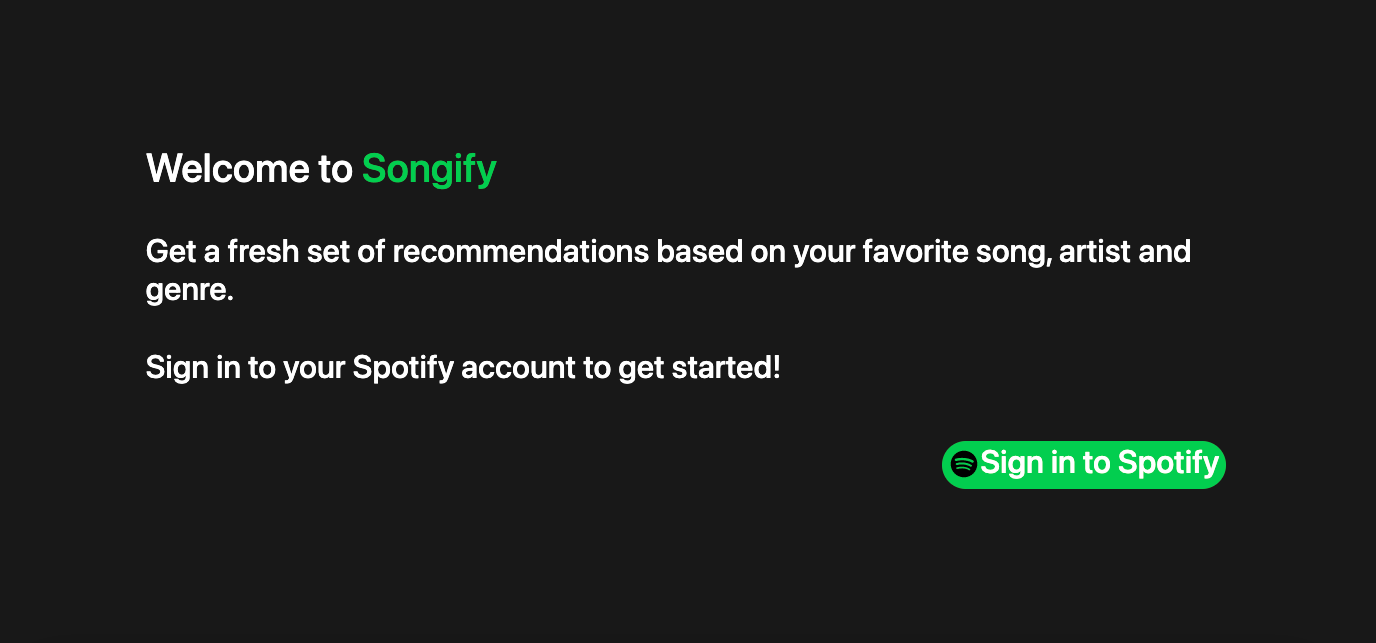 Welcome to Songify
Get a fresh set of recommendations based on your favorite song, artist and
genre.
Sign in to your Spotify account to get started!
Sign in to Spotify